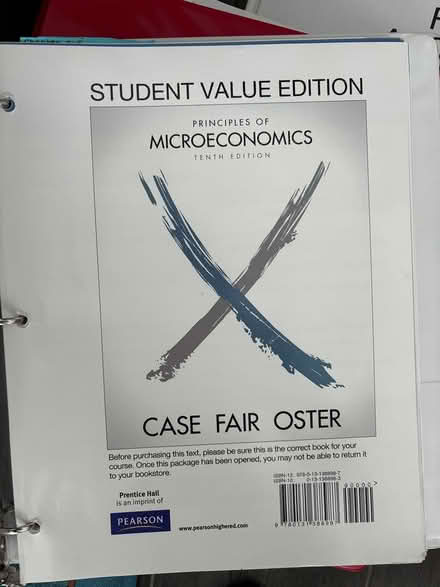 STUDENT VALUE EDITION
PRINCIPLES OF
MICROECONOMICS
TENTH EDITION
CASE FAIR OSTER
Before purchasing this text, please be sure this is the correct book for your
course. Once this package has been opened, you may not be able to return it
to your bookstore.
Prentice Hall
is an imprint of
PEARSON
www.pearsonhighered.com
90000>